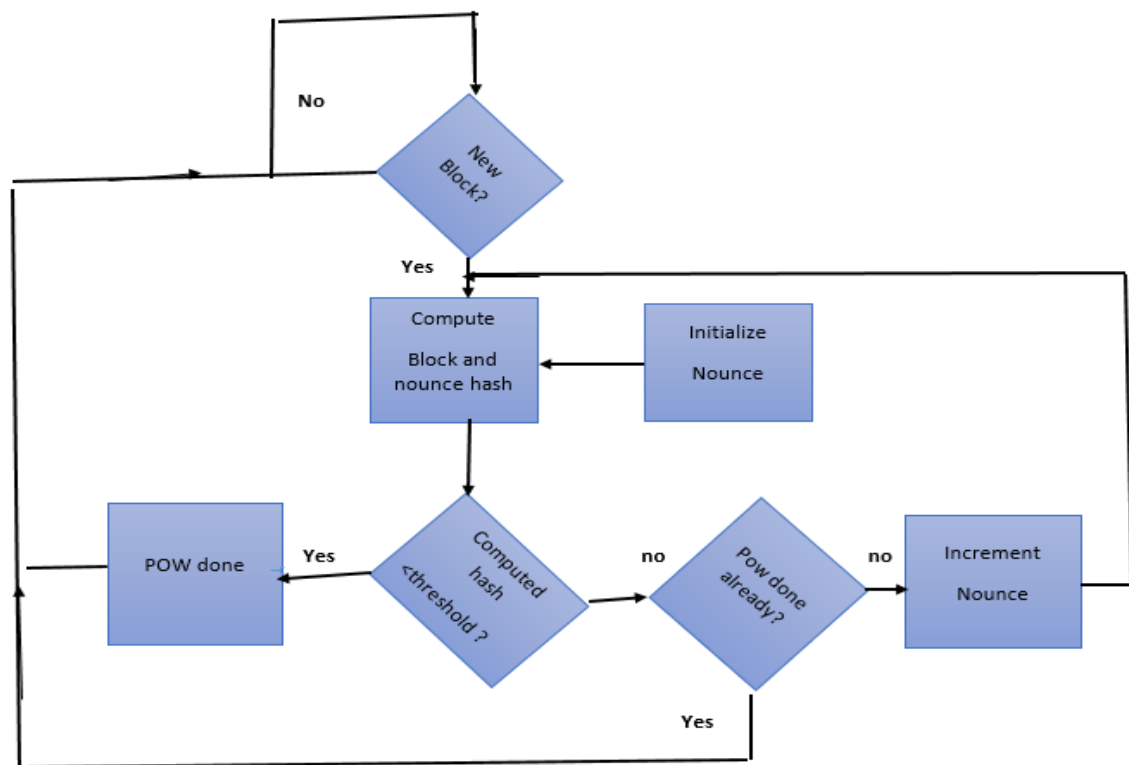 No
New
Block?
Yes
Compute
Block and
nounce hash
Initialize
Nounce
POW done
Yes
Computed
hash
<threshold ?
no
Pow done
already?
no
Increment
Nounce
Yes